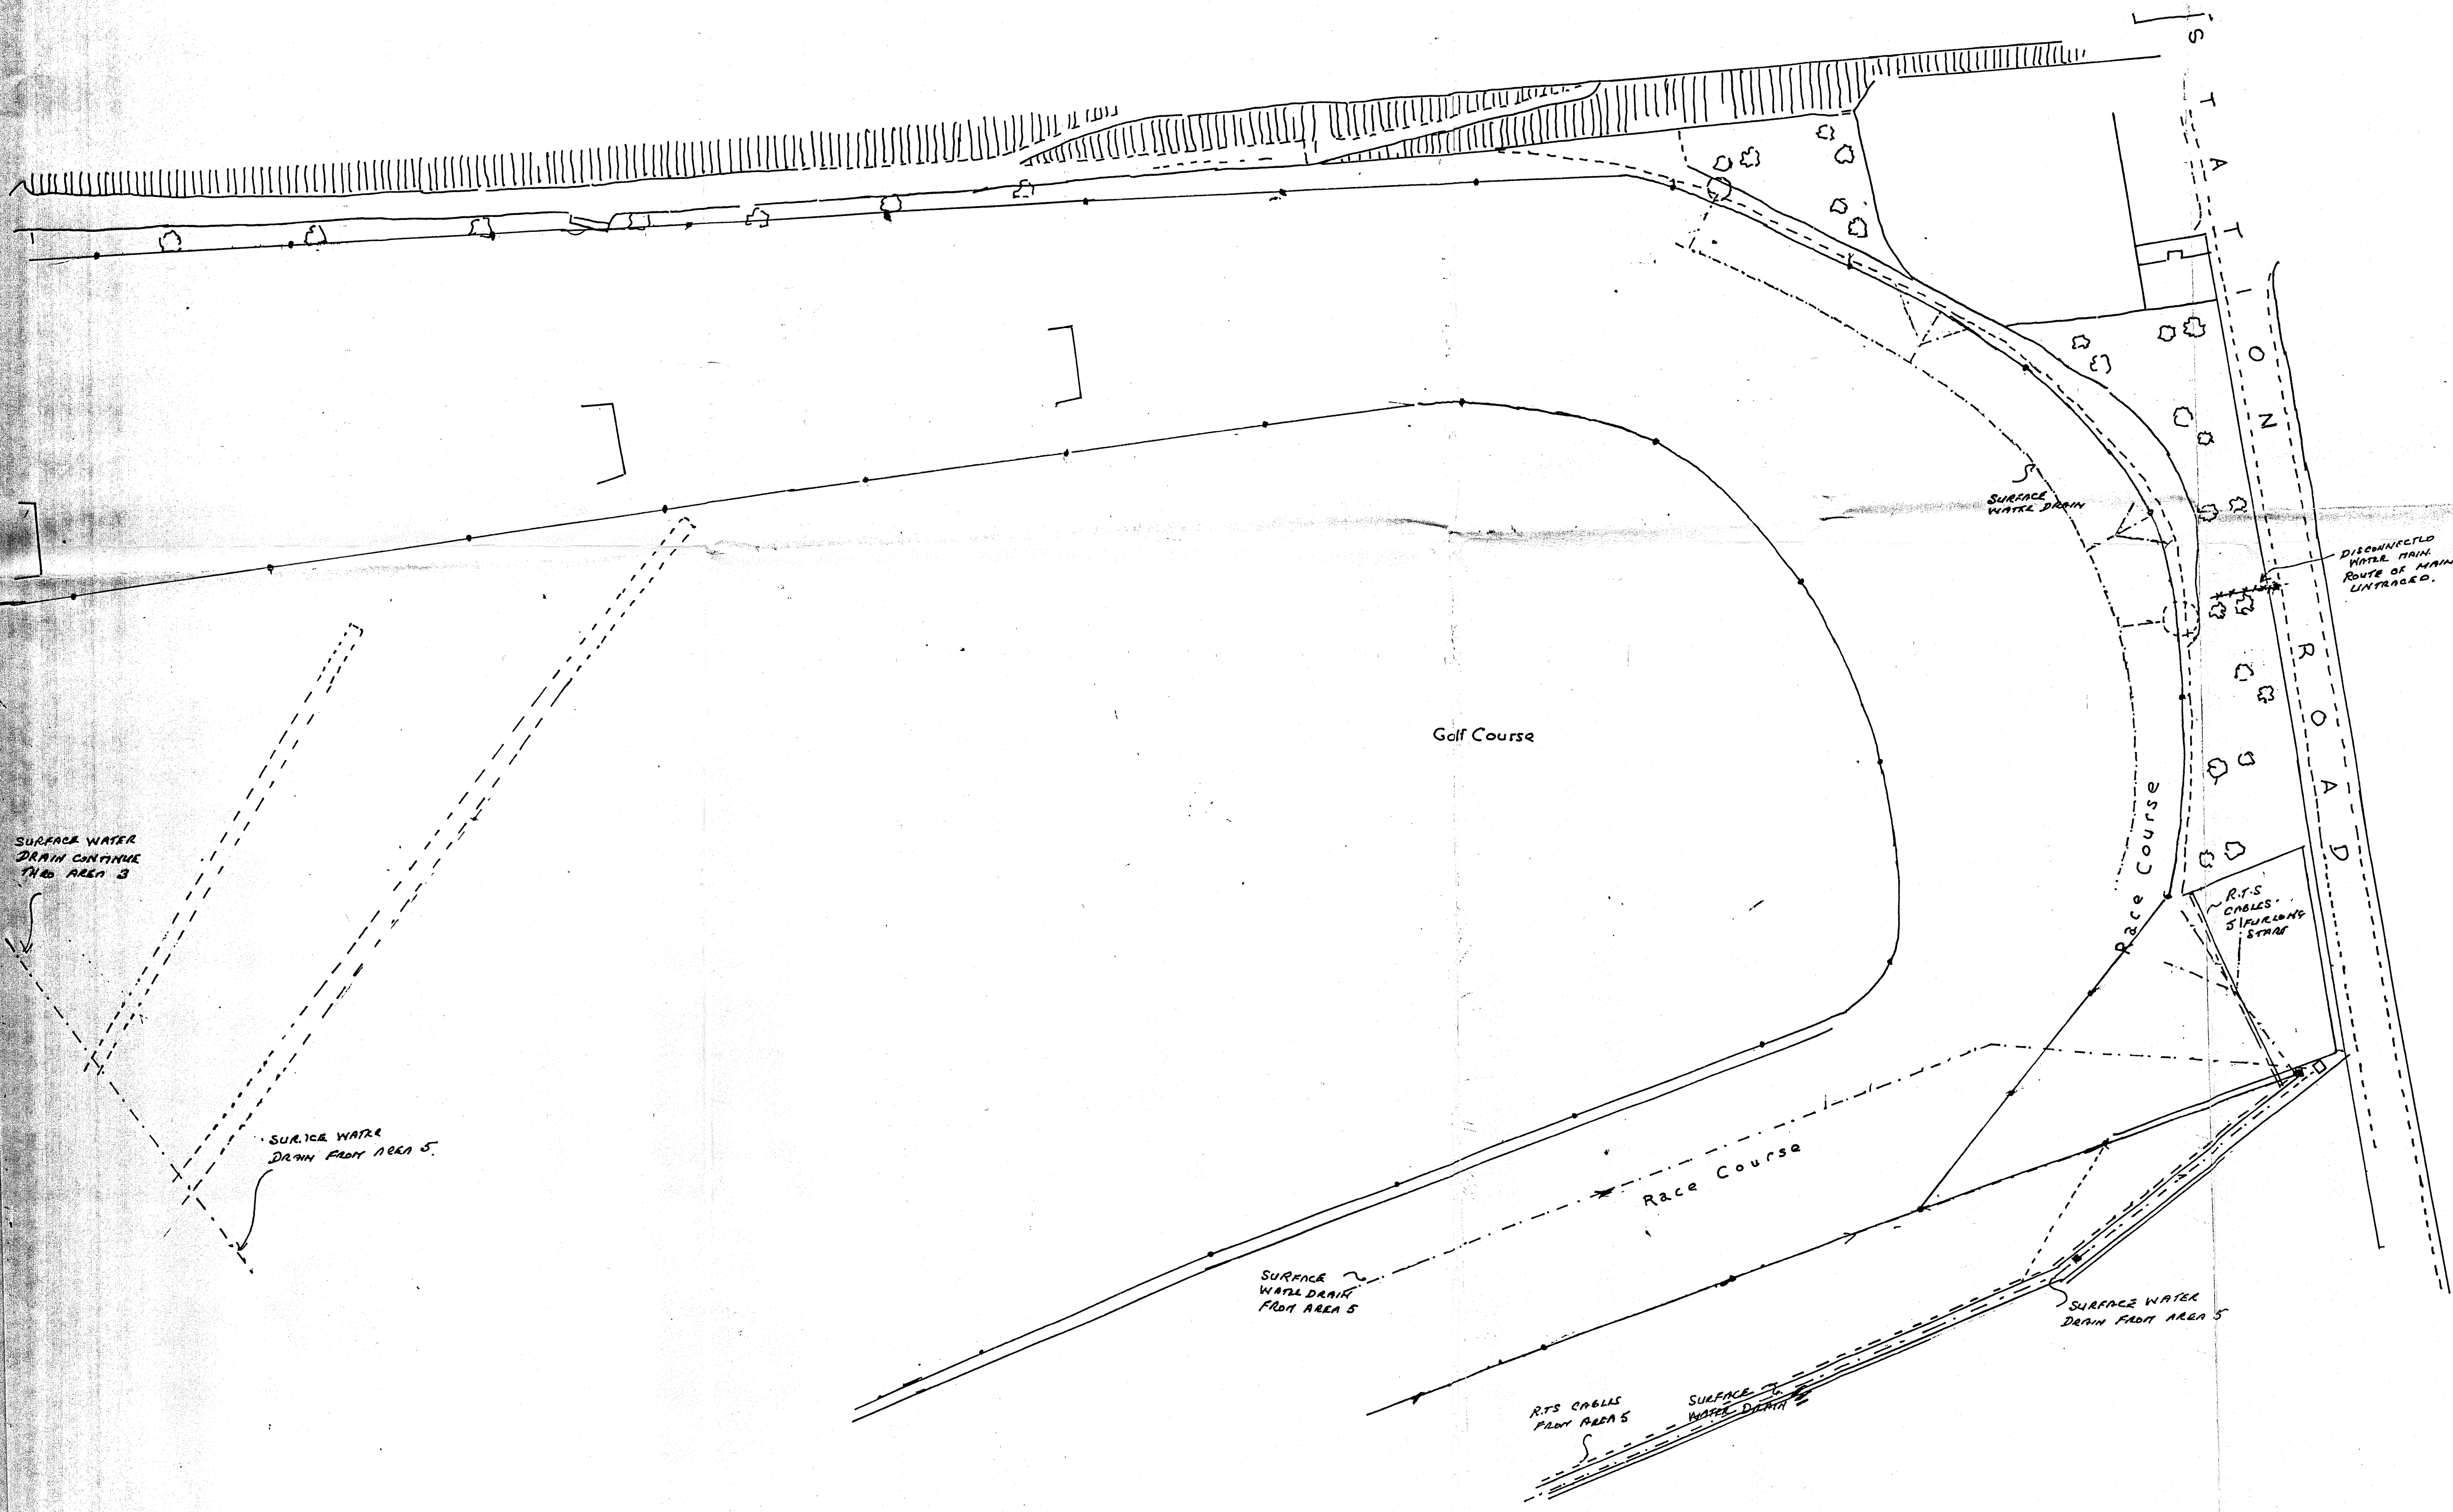 STATION ROAD
SURFACE
WATER DRAIN
DISCONNECTED
WATER MAIN.
ROUTE OF MAIN
UNTRACED.
Golf Course
Race Course
SURFACE WATER
DRAIN CONTINUE
THRO AREA 3
R.T.S
CABLES.
5 FURLONG
START
SUR.ICE WATER
DRAIN FROM AREA 5.
Race Course
SURFACE
WATER DRAIN
FROM AREA 5
SURFACE WATER
DRAIN FROM AREA 5
R.T.S CABLES
FROM AREA 5
SURFACE
WATER DRAIN